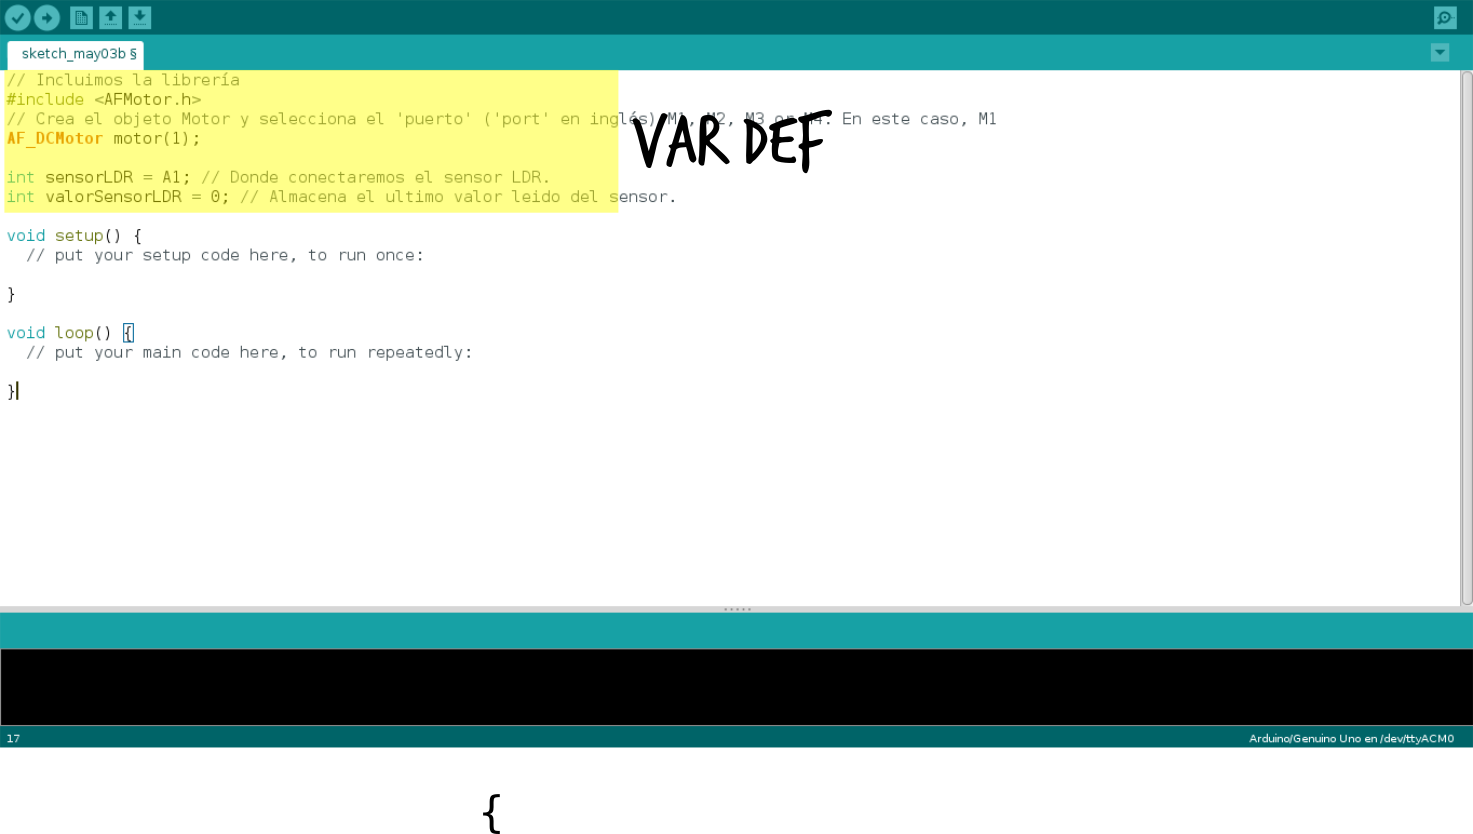 sketch_may03b §
// Incluimos la librería
#include <AFMotor.h>
// Crea el objeto Motor y selecciona el 'puerto' ('port' en inglés) M1, M2, M3 or M4. En este caso, M1
VAR DEF
AF_DCMotor motor(1);
int sensorLDR = A1; // Donde conectaremos el sensor LDR.
int valorSensorLDR = 0; // Almacena el ultimo valor leido del sensor.
void setup() {
// put your setup code here, to run once:
}
void loop() {
// put your main code here, to run repeatedly:
}
17
Arduino/Genuino Uno en /dev/ttyACM0
{